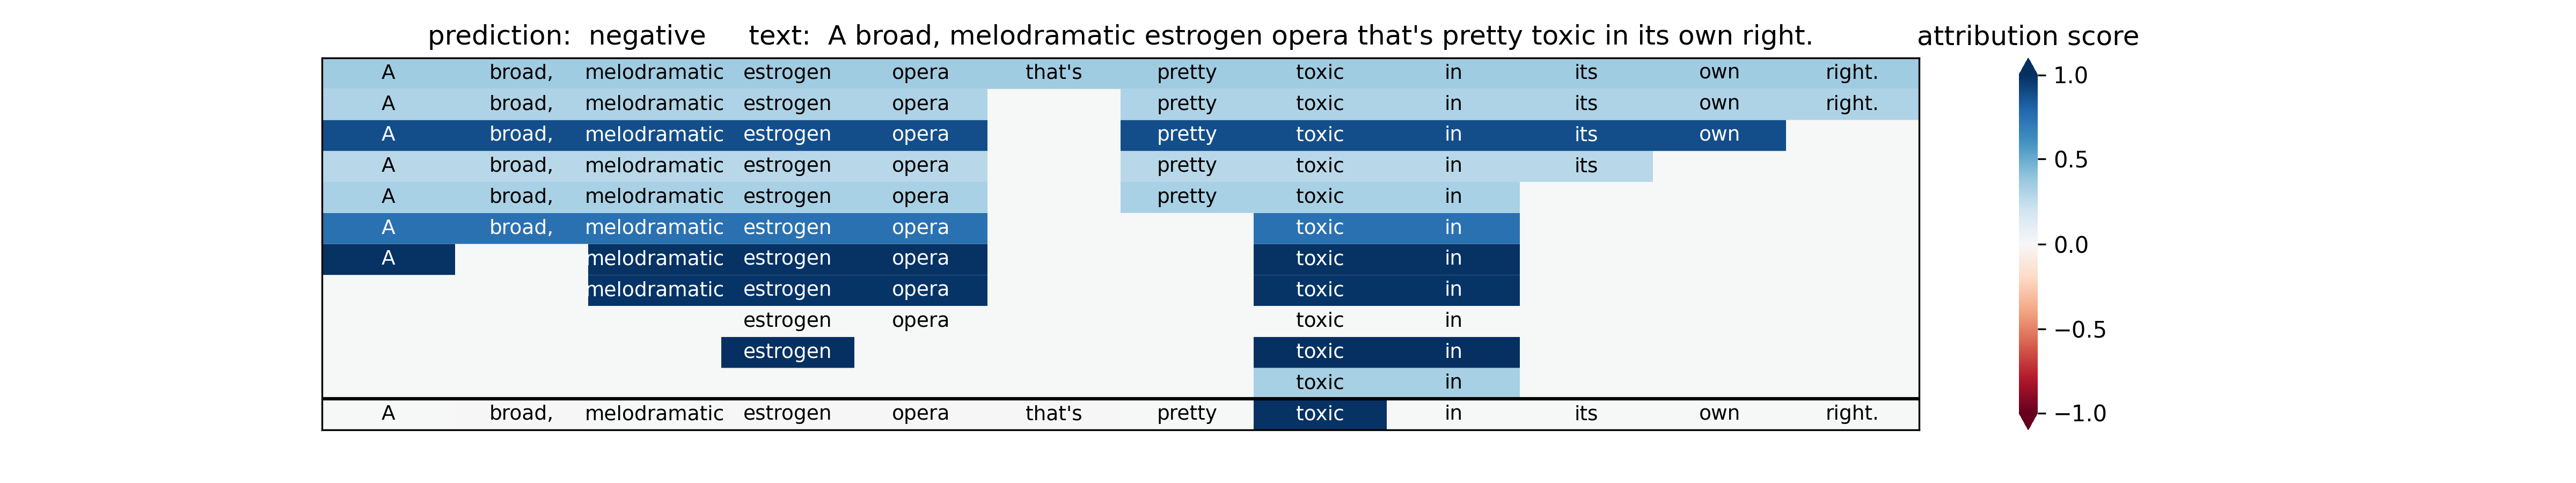 prediction: negative text: A broad, melodramatic estrogen opera that's pretty toxic in its own right. attribution score
A broad, melodramatic estrogen opera that's pretty toxic in its own right.
A broad, melodramatic estrogen opera pretty toxic in its own right.
A broad, melodramatic estrogen opera pretty toxic in its own
A broad, melodramatic estrogen opera pretty toxic in its
A broad, melodramatic estrogen opera pretty toxic in
A broad, melodramatic estrogen opera toxic in
A melodramatic estrogen opera toxic in
melodramatic estrogen opera toxic in
estrogen opera toxic in
estrogen toxic in
toxic in
A broad, melodramatic estrogen opera that's pretty toxic in its own right.
1.0
0.5
0.0
−0.5
−1.0